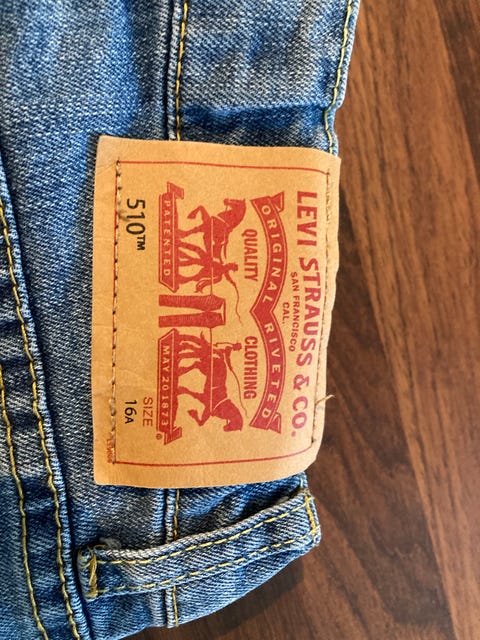 LEVI STRAUSS & CO.
SAN FRANCISCO
CAL.
ORIGINAL RIVETED
QUALITY CLOTHING
PATENTED MAY 20 1873 ®
510™
SIZE
16A